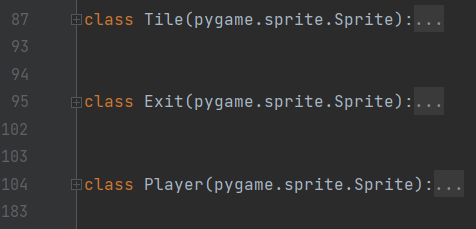 87 class Tile(pygame.sprite.Sprite):...
93
94
95 class Exit(pygame.sprite.Sprite):...
102
103
104 class Player(pygame.sprite.Sprite):...
183